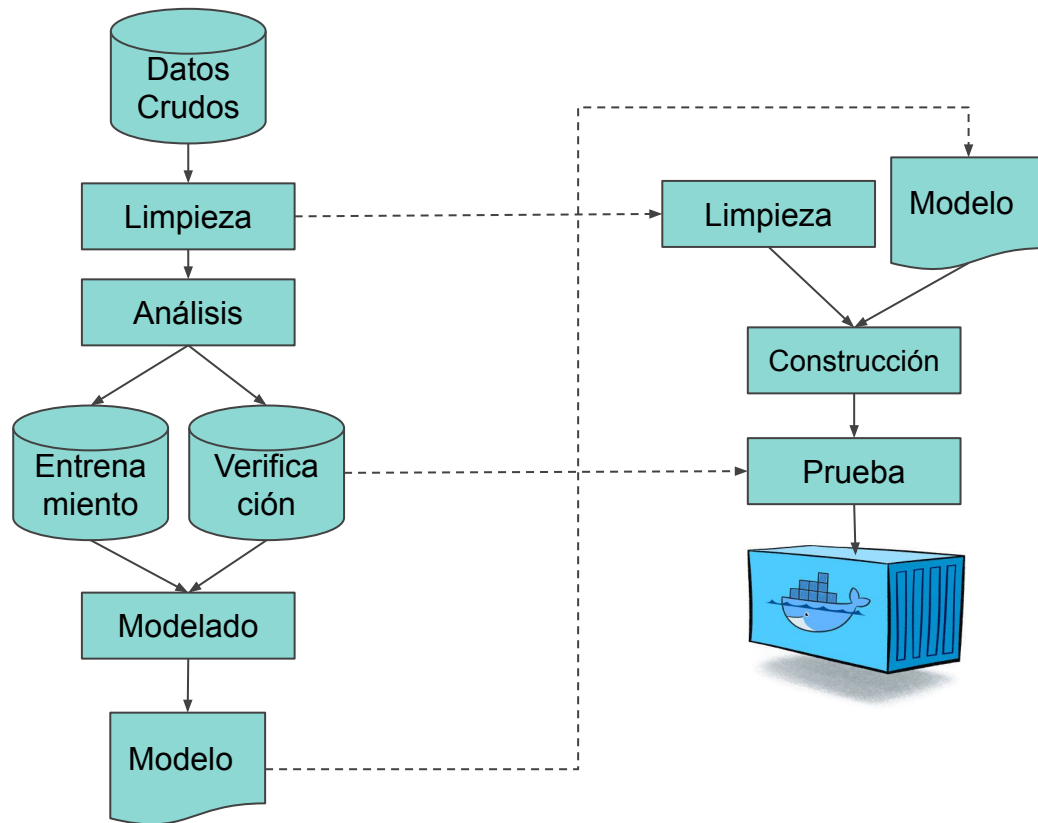 Datos
Crudos
Limpieza
Análisis
Entrena
miento
Verifica
ción
Modelado
Modelo
Limpieza
Modelo
Construcción
Prueba